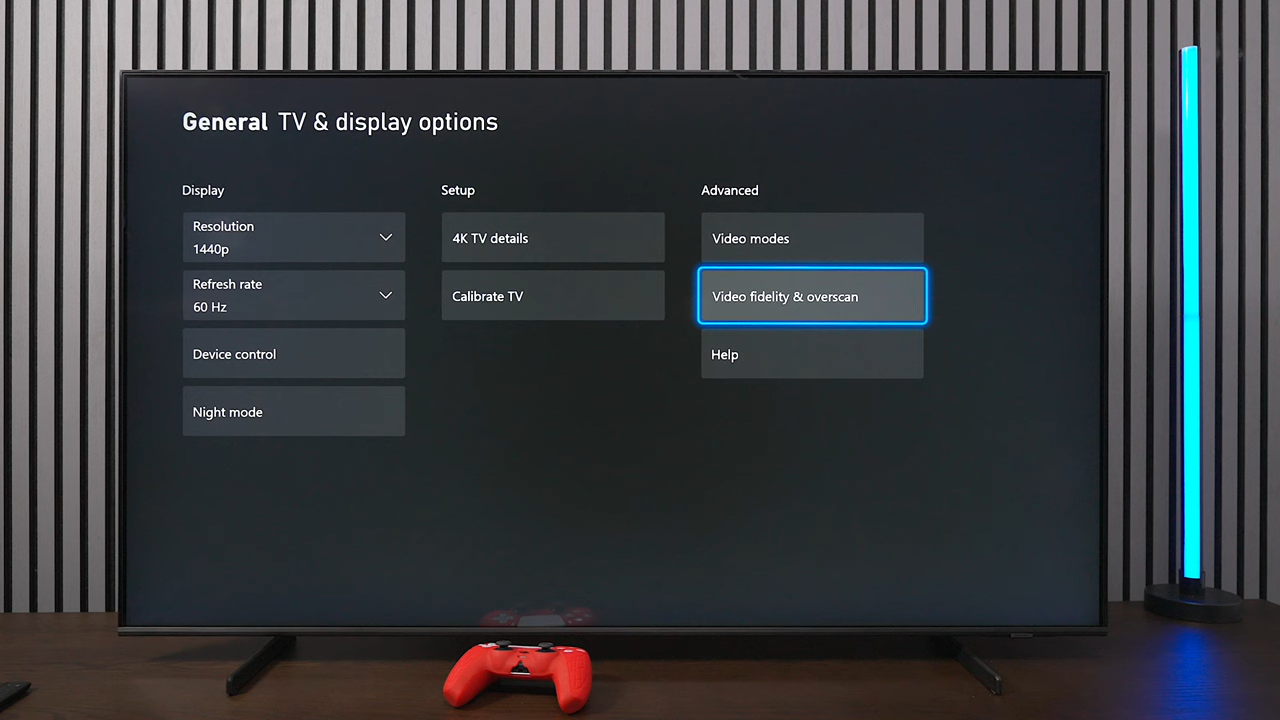 General TV & display options
Display
Resolution
1440p
Refresh rate
60 Hz
Device control
Night mode
Setup
4K TV details
Calibrate TV
Advanced
Video modes
Video fidelity & overscan
Help